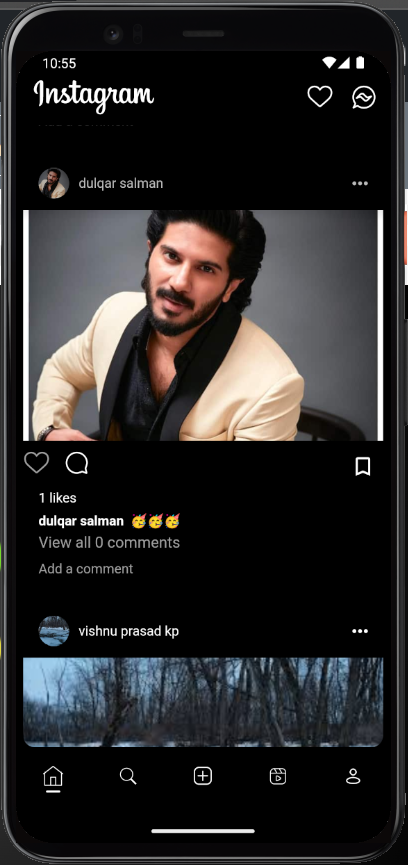 10:55
Instagram
dulqar salman
1 likes
dulqar salman 🥳🥳🥳
View all 0 comments
Add a comment
vishnu prasad kp